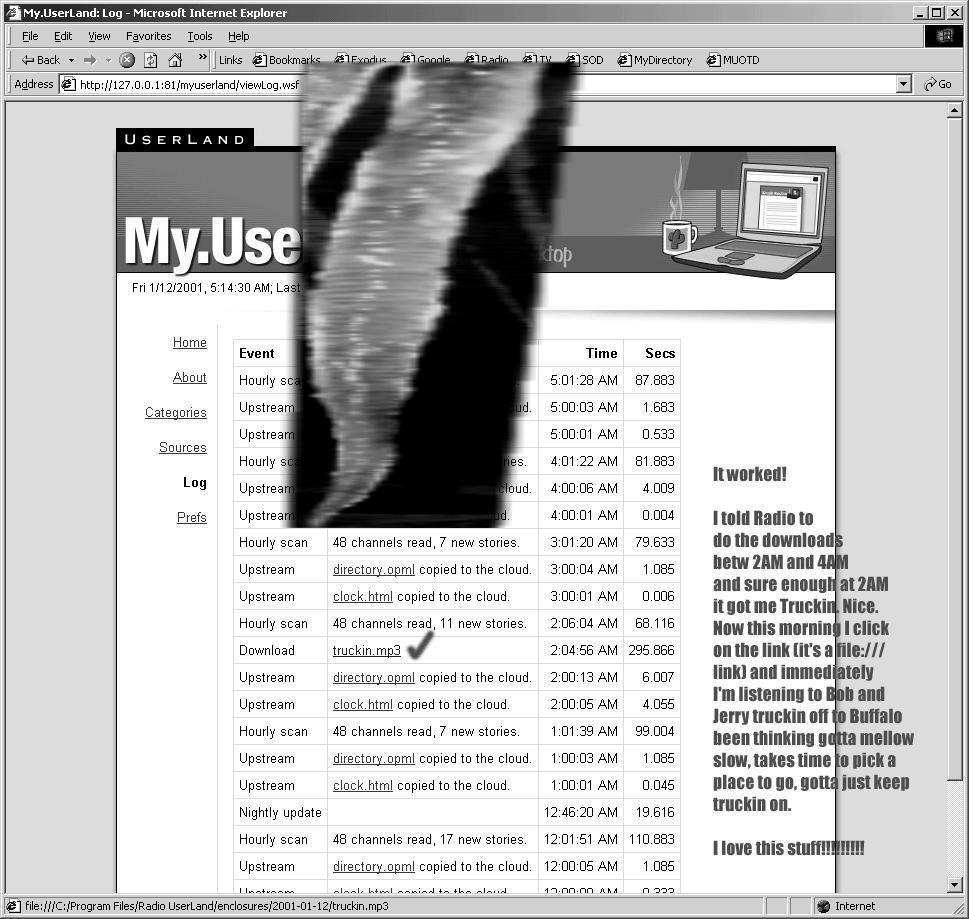 My.UserLand: Log - Microsoft Internet Explorer
File Edit View Favorites Tools Help
Back » Links Bookmarks Exodus Google Radio TV SOD MyDirectory MUOTD
Address http://127.0.0.1:81/myuserland/viewLog.wsf Go
USERLAND
My.Use
ktop
Fri 1/12/2001, 5:14:30 AM; Last
Home
About
Categories
Sources
Log
Prefs
Event Time Secs
Hourly sca 5:01:28 AM 87.883
Upstream cloud. 5:00:03 AM 1.683
Upstream 5:00:01 AM 0.533
Hourly sca ries. 4:01:22 AM 81.883
Upstream cloud. 4:00:06 AM 4.009
Upstream ud. 4:00:01 AM 0.004
Hourly scan 48 channels read, 7 new stories. 3:01:20 AM 79.633
Upstream directory.opml copied to the cloud. 3:00:04 AM 1.085
Upstream clock.html copied to the cloud. 3:00:01 AM 0.006
Hourly scan 48 channels read, 11 new stories. 2:06:04 AM 68.116
Download truckin.mp3 2:04:56 AM 295.866
Upstream directory.opml copied to the cloud. 2:00:13 AM 6.007
Upstream clock.html copied to the cloud. 2:00:05 AM 4.055
Hourly scan 48 channels read, 7 new stories. 1:01:39 AM 99.004
Upstream directory.opml copied to the cloud. 1:00:03 AM 1.085
Upstream clock.html copied to the cloud. 1:00:01 AM 0.045
Nightly update 12:46:20 AM 19.616
Hourly scan 48 channels read, 17 new stories. 12:01:51 AM 110.883
Upstream directory.opml copied to the cloud. 12:00:05 AM 1.085
Upstream clock.html copied to the cloud. 12:00:00 AM 0.333
It worked!
I told Radio to
do the downloads
betw 2AM and 4AM
and sure enough at 2AM
it got me Truckin. Nice.
Now this morning I click
on the link (it's a file:///
link) and immediately
I'm listening to Bob and
Jerry truckin off to Buffalo
been thinking gotta mellow
slow, takes time to pick a
place to go, gotta just keep
truckin on.
I love this stuff!!!!!!!!!
file:///C:/Program Files/Radio UserLand/enclosures/2001-01-12/truckin.mp3 Internet